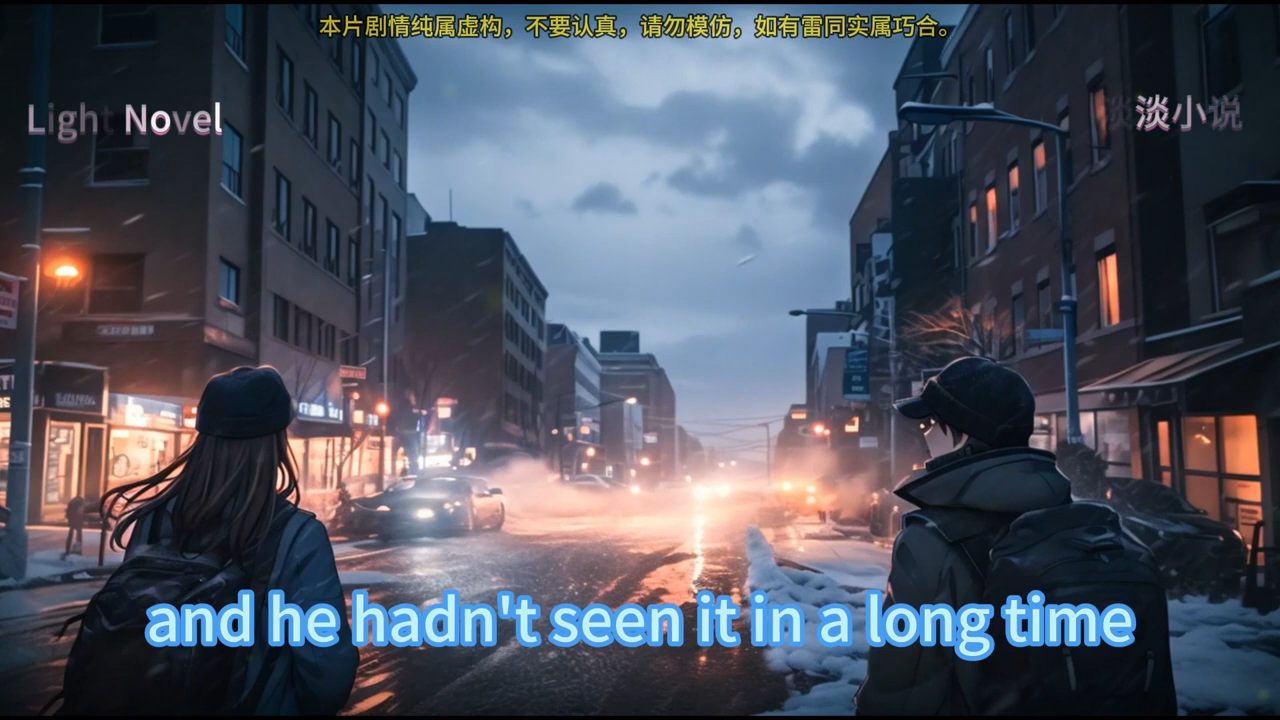 本片剧情纯属虚构，不要认真，请勿模仿，如有雷同实属巧合。
Light Novel
淡淡小说
and he hadn't seen it in a long time